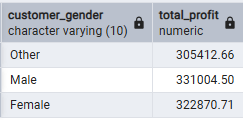 customer_gender total_profit
character varying (10) numeric
Other 305412.66
Male 331004.50
Female 322870.71